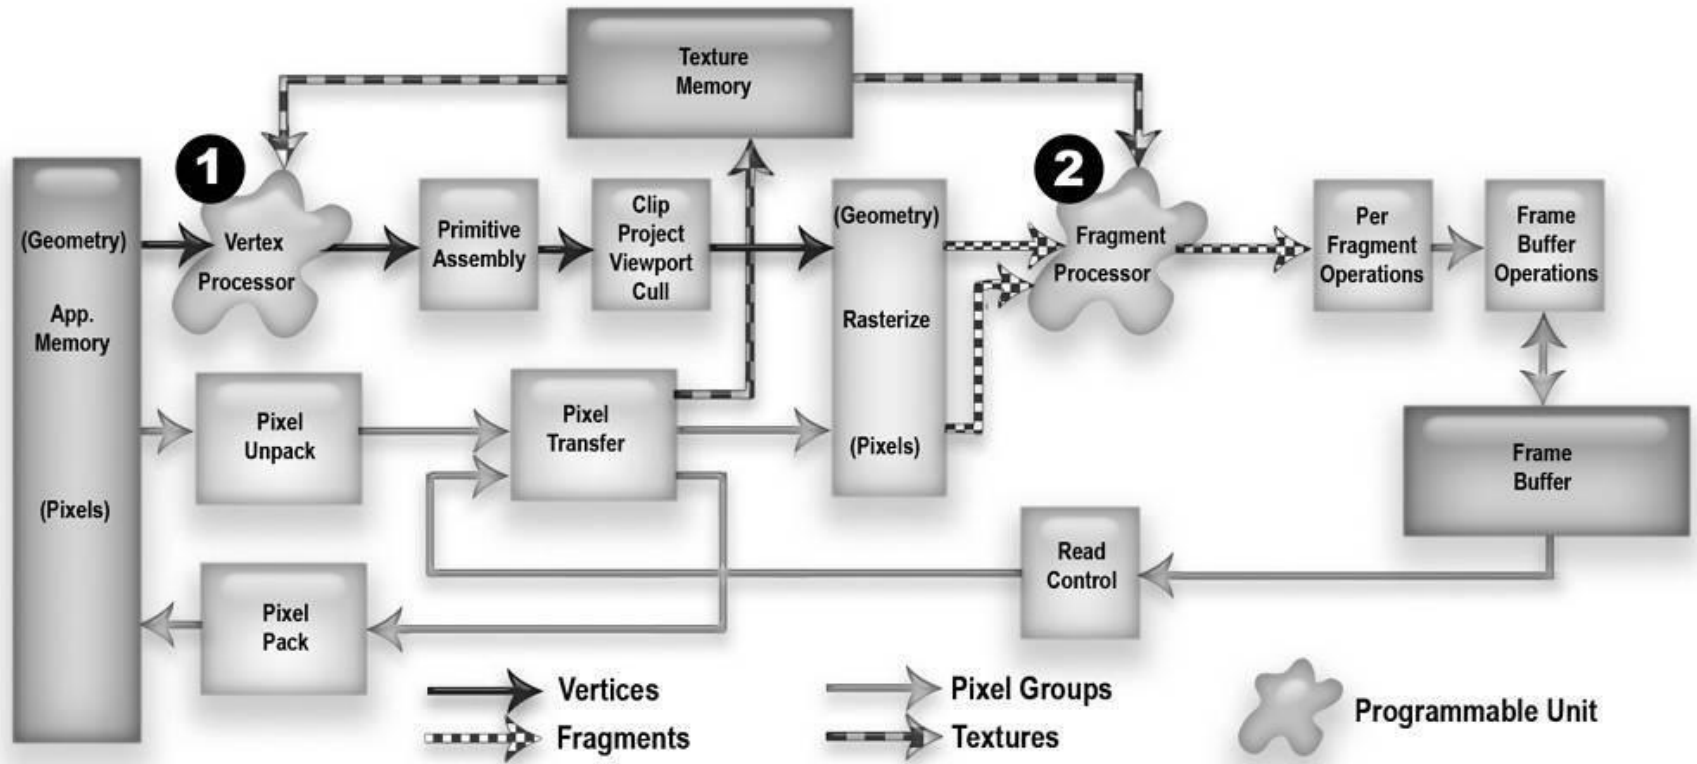 Texture
Memory
1
2
(Geometry)
App.
Memory
(Pixels)
Vertex
Processor
Primitive
Assembly
Clip
Project
Viewport
Cull
(Geometry)
Rasterize
(Pixels)
Fragment
Processor
Per
Fragment
Operations
Frame
Buffer
Operations
Pixel
Unpack
Pixel
Transfer
Frame
Buffer
Read
Control
Pixel
Pack
Vertices
Fragments
Pixel Groups
Textures
Programmable Unit